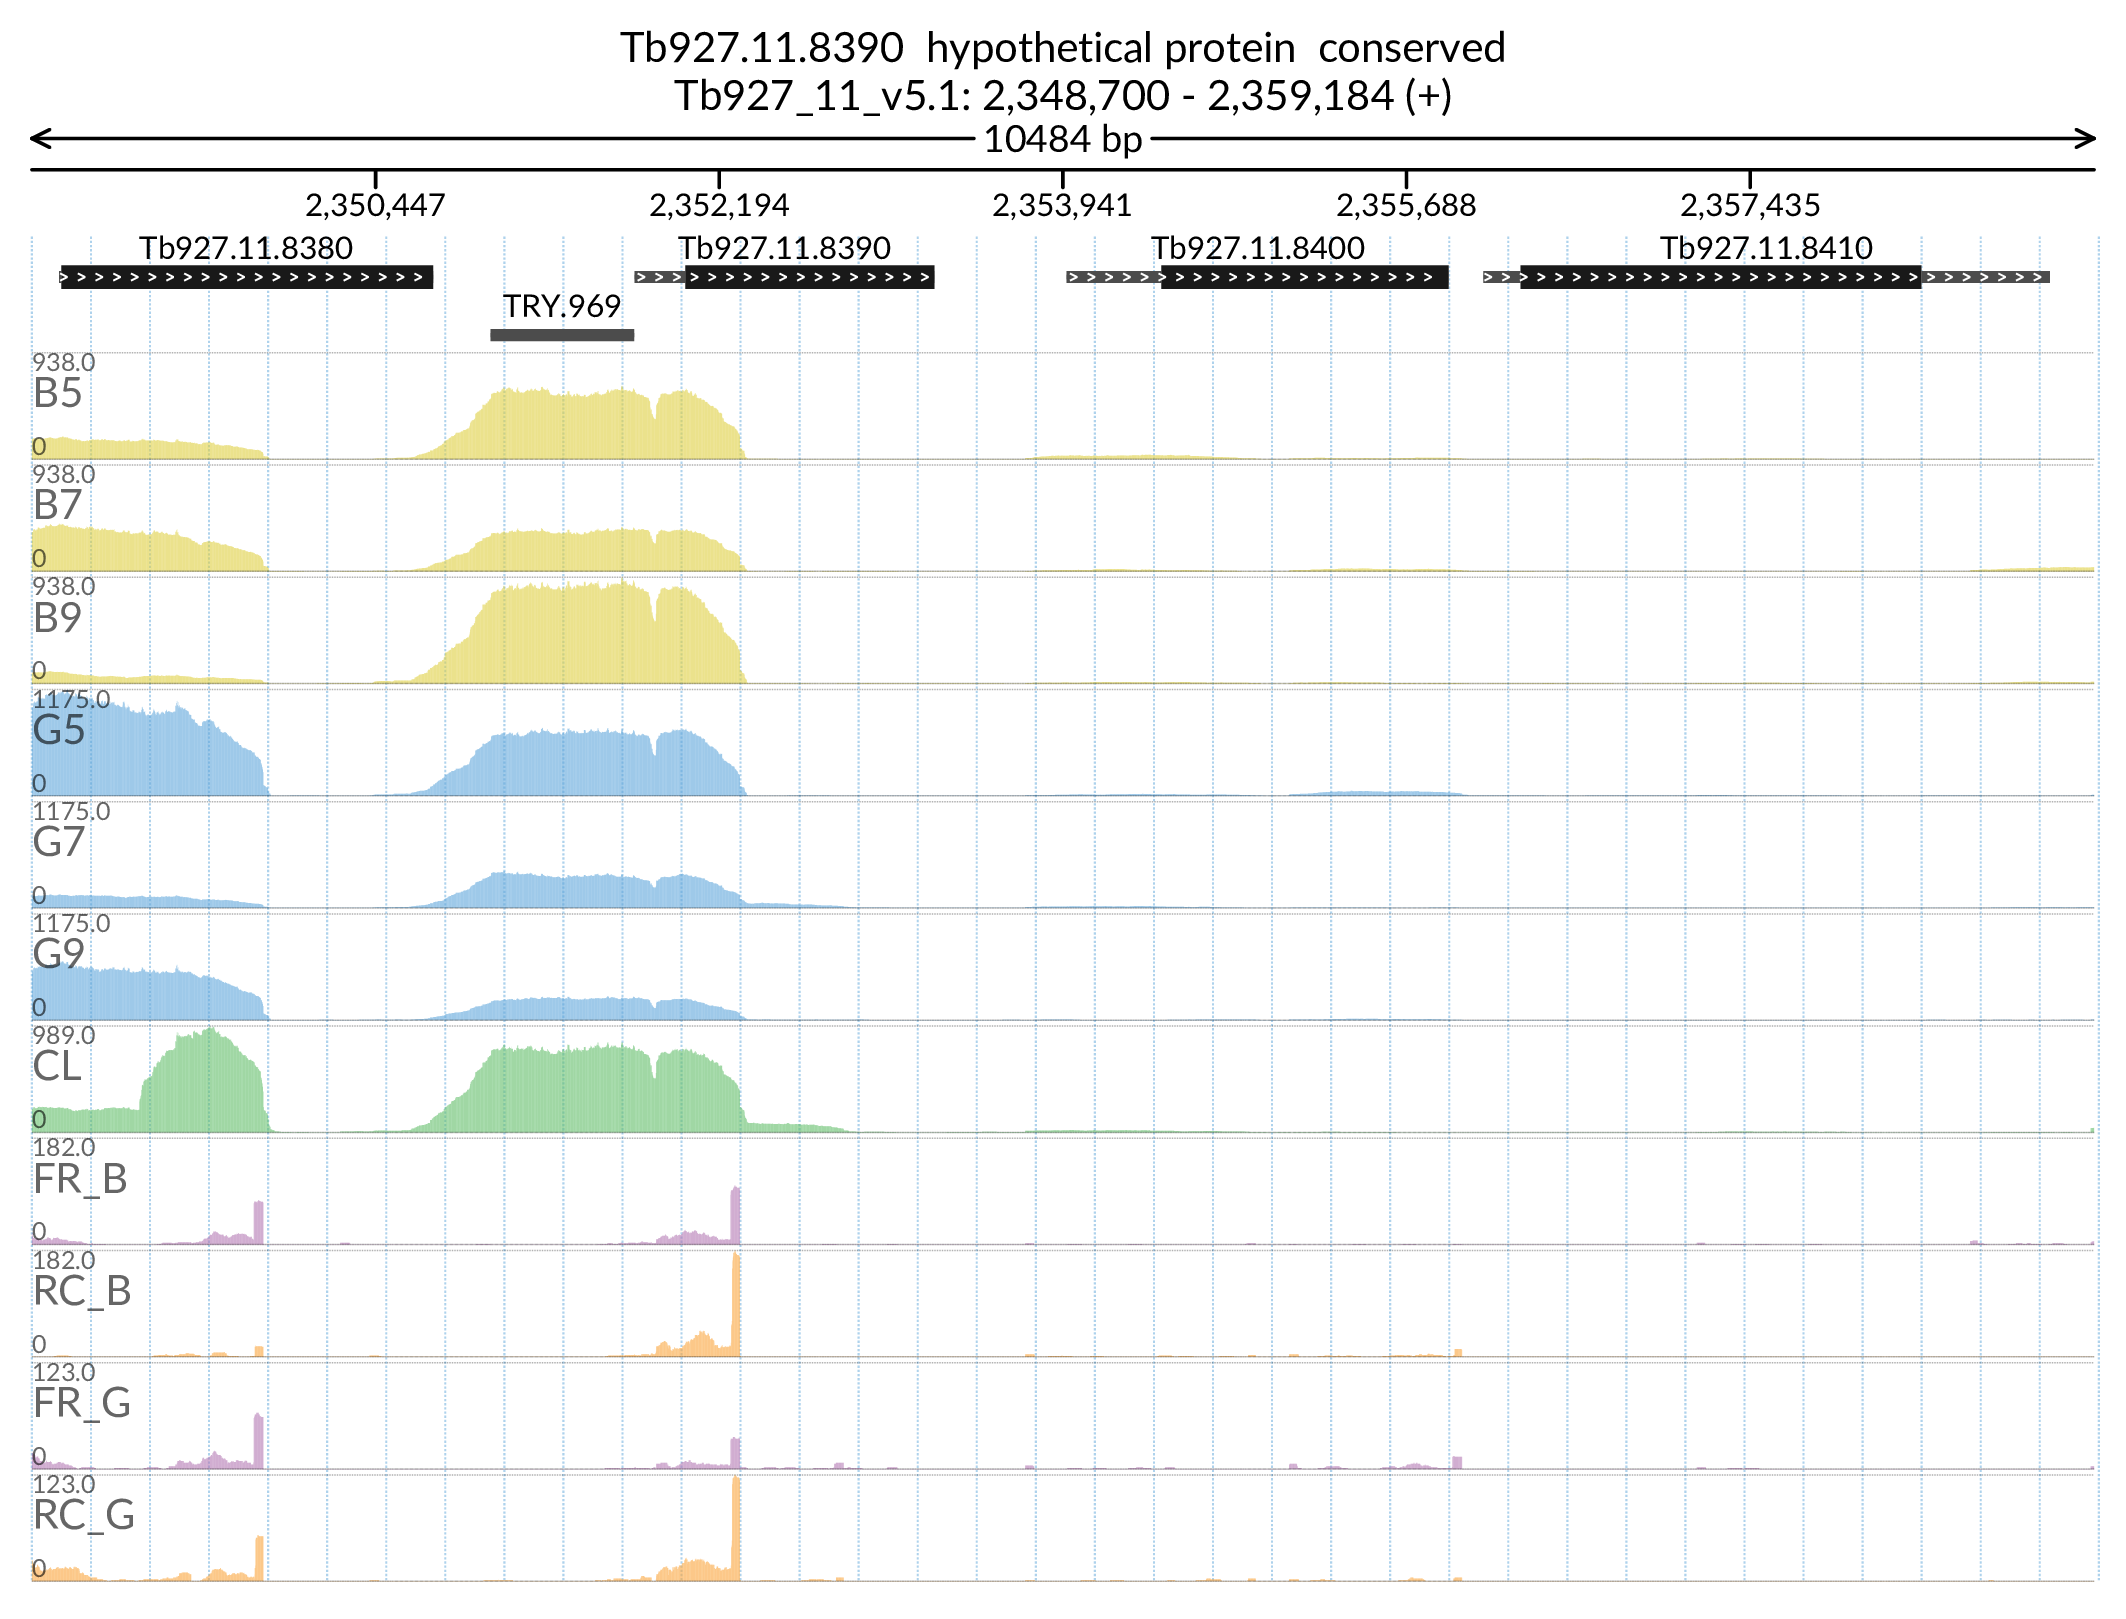 Tb927.11.8390 hypothetical protein conserved
Tb927_11_v5.1: 2,348,700 - 2,359,184 (+)
10484 bp
2,350,447 2,352,194 2,353,941 2,355,688 2,357,435
Tb927.11.8380 Tb927.11.8390 Tb927.11.8400 Tb927.11.8410
TRY.969
938.0
B5
0
938.0
B7
0
938.0
B9
0
1175.0
G5
0
1175.0
G7
0
1175.0
G9
0
989.0
CL
0
182.0
FR_B
0
182.0
RC_B
0
123.0
FR_G
0
123.0
RC_G
0